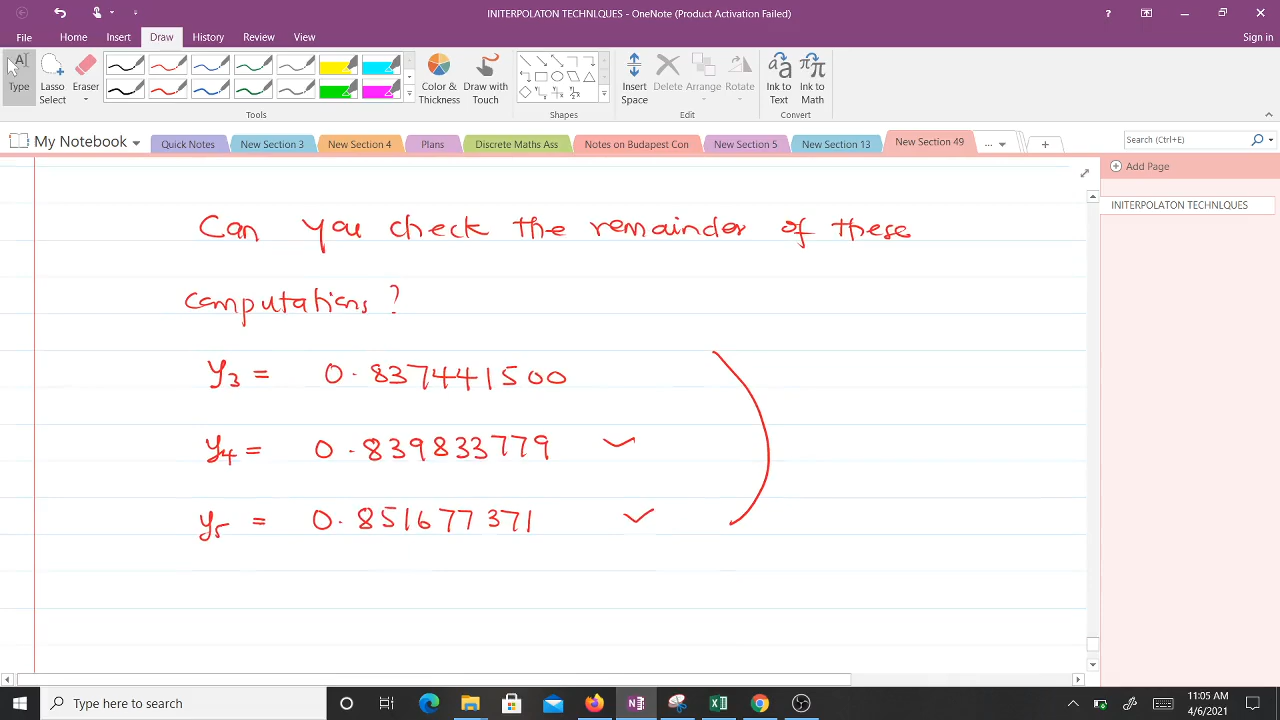 INITERPOLATON TECHNLQUES - OneNote (Product Activation Failed)
?
File Home Insert Draw History Review View
Sign in
Type
Lasso Select
Eraser
Color & Thickness
Draw with Touch
Insert Space
Delete Arrange Rotate
Ink to Text
Ink to Math
Tools Shapes Edit Convert
My Notebook Quick Notes New Section 3 New Section 4 Plans Discrete Maths Ass Notes on Budapest Con New Section 5 New Section 13 New Section 49 ...
Search (Ctrl+E)
Add Page
INITERPOLATON TECHNLQUES
Can you check the remainder of these
computations ?
y3 = 0.837441500
y4 = 0.839833779
y5 = 0.851677371
Type here to search
11:05 AM
4/6/2021